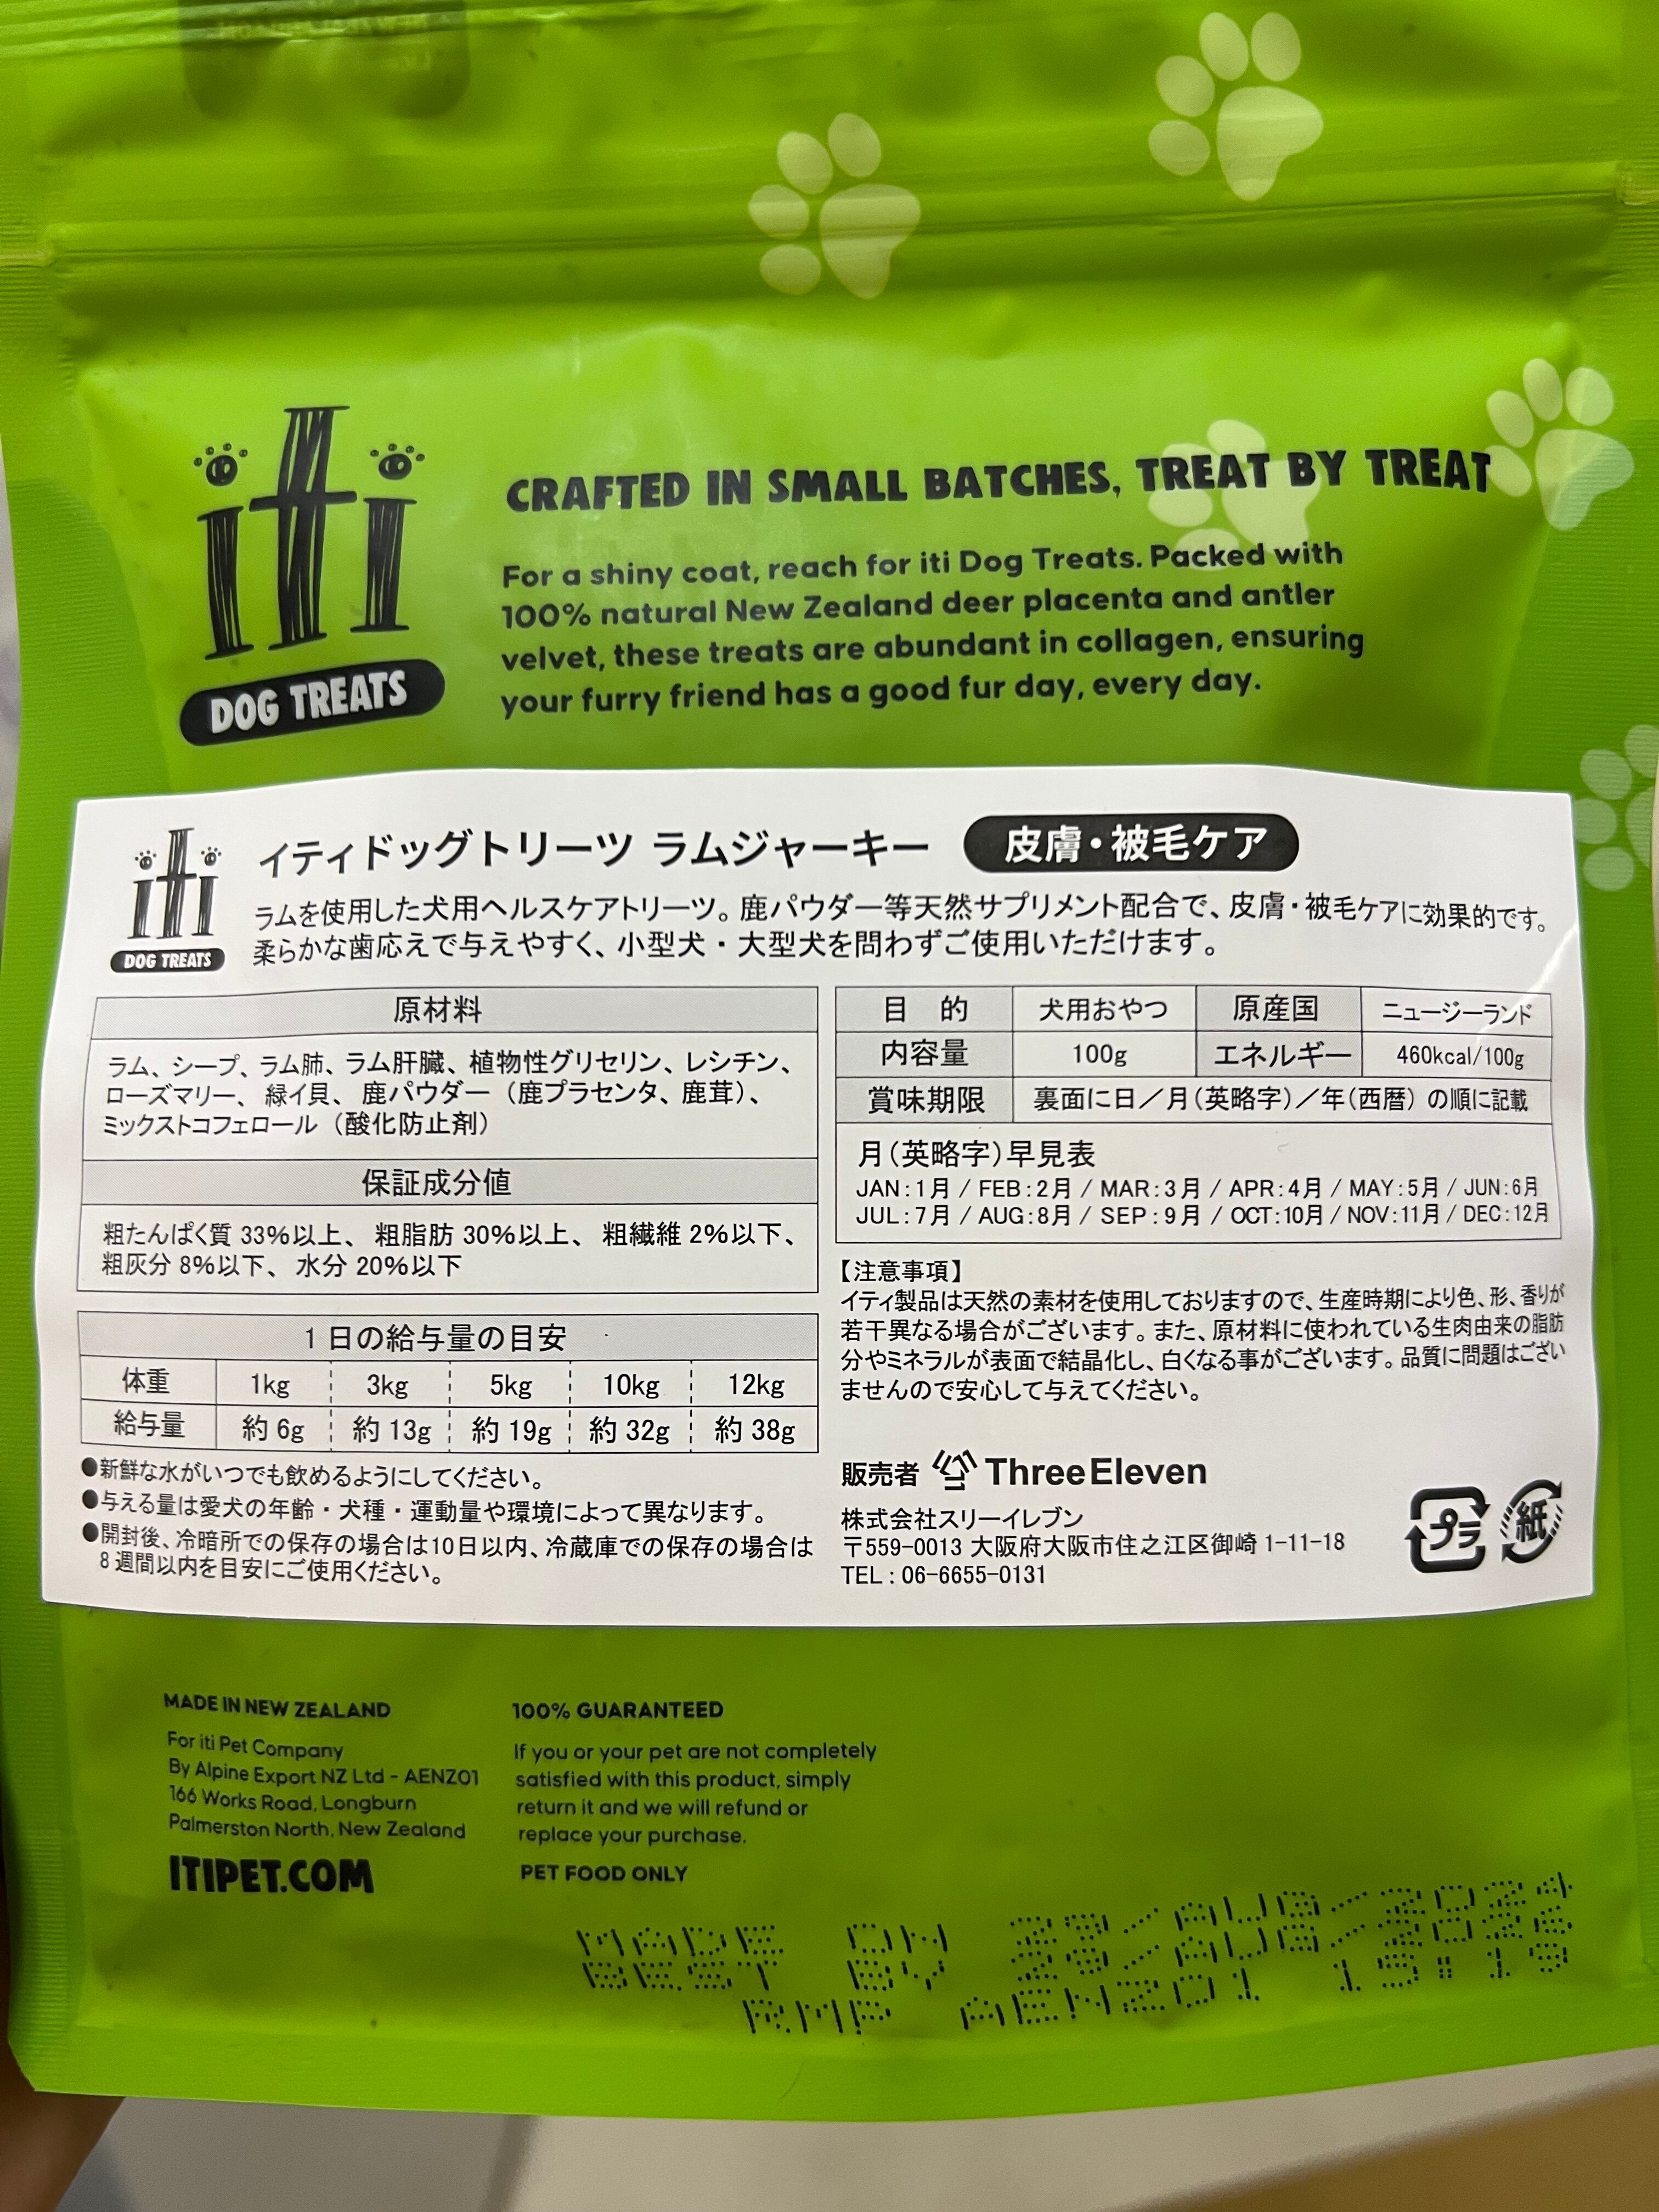 iti
DOG TREATS
CRAFTED IN SMALL BATCHES, TREAT BY TREAT
For a shiny coat, reach for iti Dog Treats. Packed with
100% natural New Zealand deer placenta and antler
velvet, these treats are abundant in collagen, ensuring
your furry friend has a good fur day, every day.
iti
DOG TREATS
イティドッグトリーツ ラムジャーキー 皮膚・被毛ケア
ラムを使用した犬用ヘルスケアトリーツ。鹿パウダー等天然サプリメント配合で、皮膚・被毛ケアに効果的です。
柔らかな歯応えで与えやすく、小型犬・大型犬を問わずご使用いただけます。
原材料
ラム、シープ、ラム肺、ラム肝臓、植物性グリセリン、レシチン、
ローズマリー、緑イ貝、鹿パウダー（鹿プラセンタ、鹿茸）、
ミックストコフェロール（酸化防止剤）
保証成分値
粗たんぱく質 33%以上、粗脂肪 30%以上、粗繊維 2%以下、
粗灰分 8%以下、水分 20%以下
1日の給与量の目安
体重 1kg 3kg 5kg 10kg 12kg
給与量 約 6g 約 13g 約 19g 約 32g 約 38g
●新鮮な水がいつでも飲めるようにしてください。
●与える量は愛犬の年齢・犬種・運動量や環境によって異なります。
●開封後、冷暗所での保存の場合は10日以内、冷蔵庫での保存の場合は
8週間以内を目安にご使用ください。
目 的 犬用おやつ 原産国 ニュージーランド
内容量 100g エネルギー 460kcal/100g
賞味期限 裏面に日／月（英略字）／年（西暦）の順に記載
月（英略字）早見表
JAN：1月 / FEB：2月 / MAR：3月 / APR：4月 / MAY：5月 / JUN：6月
JUL：7月 / AUG：8月 / SEP：9月 / OCT：10月 / NOV：11月 / DEC：12月
【注意事項】
イティ製品は天然の素材を使用しておりますので、生産時期により色、形、香りが
若干異なる場合がございます。また、原材料に使われている生肉由来の脂肪
分やミネラルが表面で結晶化し、白くなる事がございます。品質に問題はござい
ませんので安心して与えてください。
販売者 ThreeEleven
株式会社スリーイレブン
〒559-0013 大阪府大阪市住之江区御崎 1-11-18
TEL：06-6655-0131
プラ 紙
MADE IN NEW ZEALAND
For iti Pet Company
By Alpine Export NZ Ltd - AENZ01
166 Works Road, Longburn
Palmerston North, New Zealand
ITIPET.COM
100% GUARANTEED
If you or your pet are not completely
satisfied with this product, simply
return it and we will refund or
replace your purchase.
PET FOOD ONLY
MADE ON 23/AUG/2024
BEST BY 23/AUG/2026
RMP AENZ01 15:19